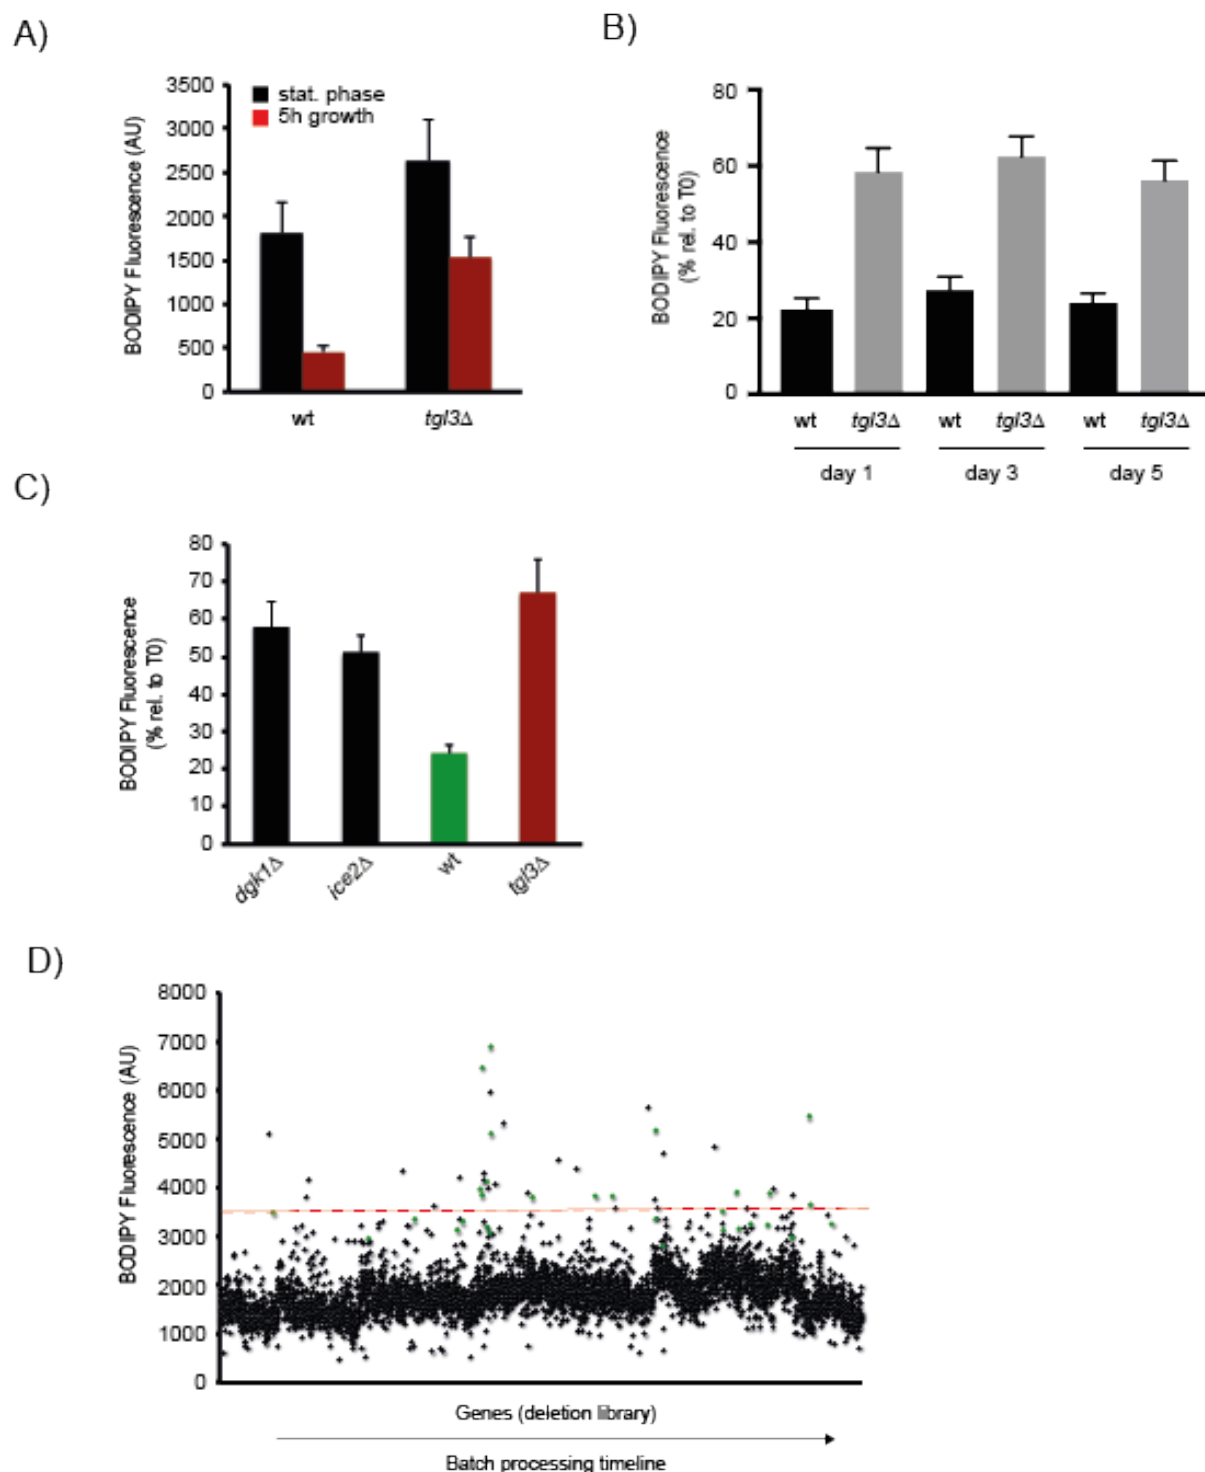 A)
BODIPY Fluorescence (AU)
3500
3000
2500
2000
1500
1000
500
0
stat. phase
5h growth
wt
tgl3Δ
B)
BODIPY Fluorescence
(% rel. to T0)
80
60
40
20
0
wt tgl3Δ wt tgl3Δ wt tgl3Δ
day 1 day 3 day 5
C)
BODIPY Fluorescence
(% rel. to T0)
80
70
60
50
40
30
20
10
0
dgk1Δ
ice2Δ
wt
tgl3Δ
D)
BODIPY Fluorescence (AU)
8000
7000
6000
5000
4000
3000
2000
1000
0
Genes (deletion library)
Batch processing timeline